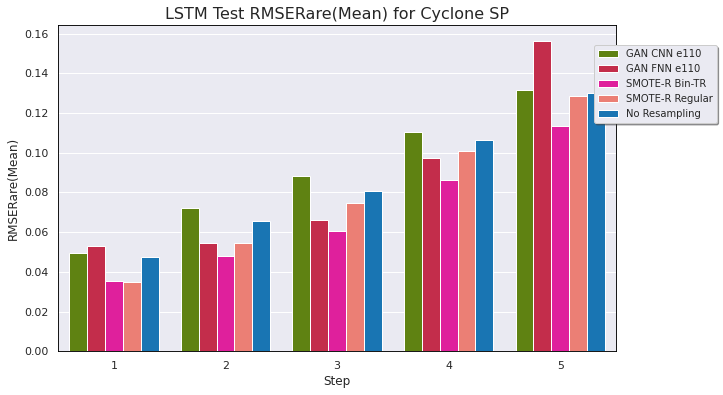 LSTM Test RMSERare(Mean) for Cyclone SP
RMSERare(Mean)
0.16
0.14
0.12
0.10
0.08
0.06
0.04
0.02
0.00
1 2 3 4 5
Step
GAN CNN e110
GAN FNN e110
SMOTE-R Bin-TR
SMOTE-R Regular
No Resampling